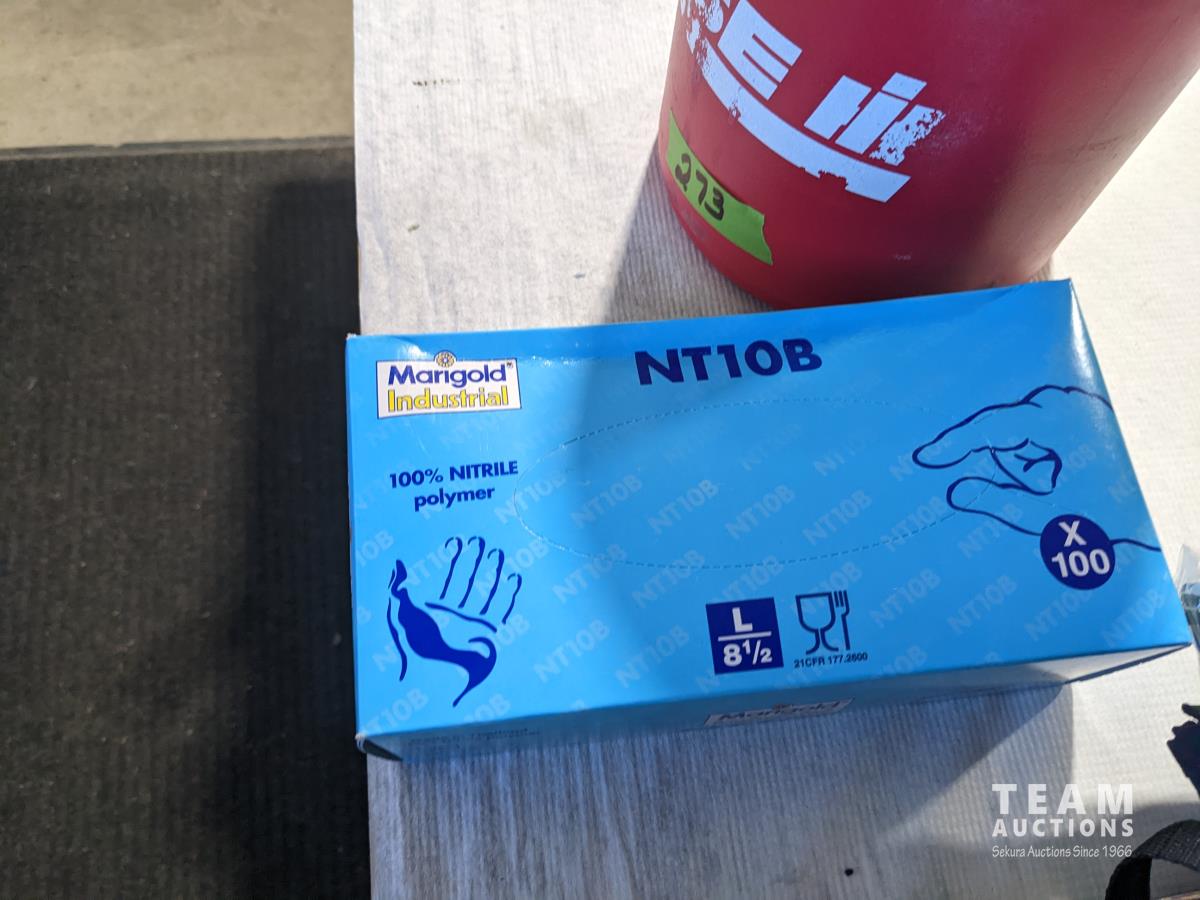 273
NT10B
Marigold
Industrial
100% NITRILE
polymer
X
100
L
8½
21CFR 177.2600
Marigold
TEAM
AUCTIONS
Sekura Auctions Since 1966